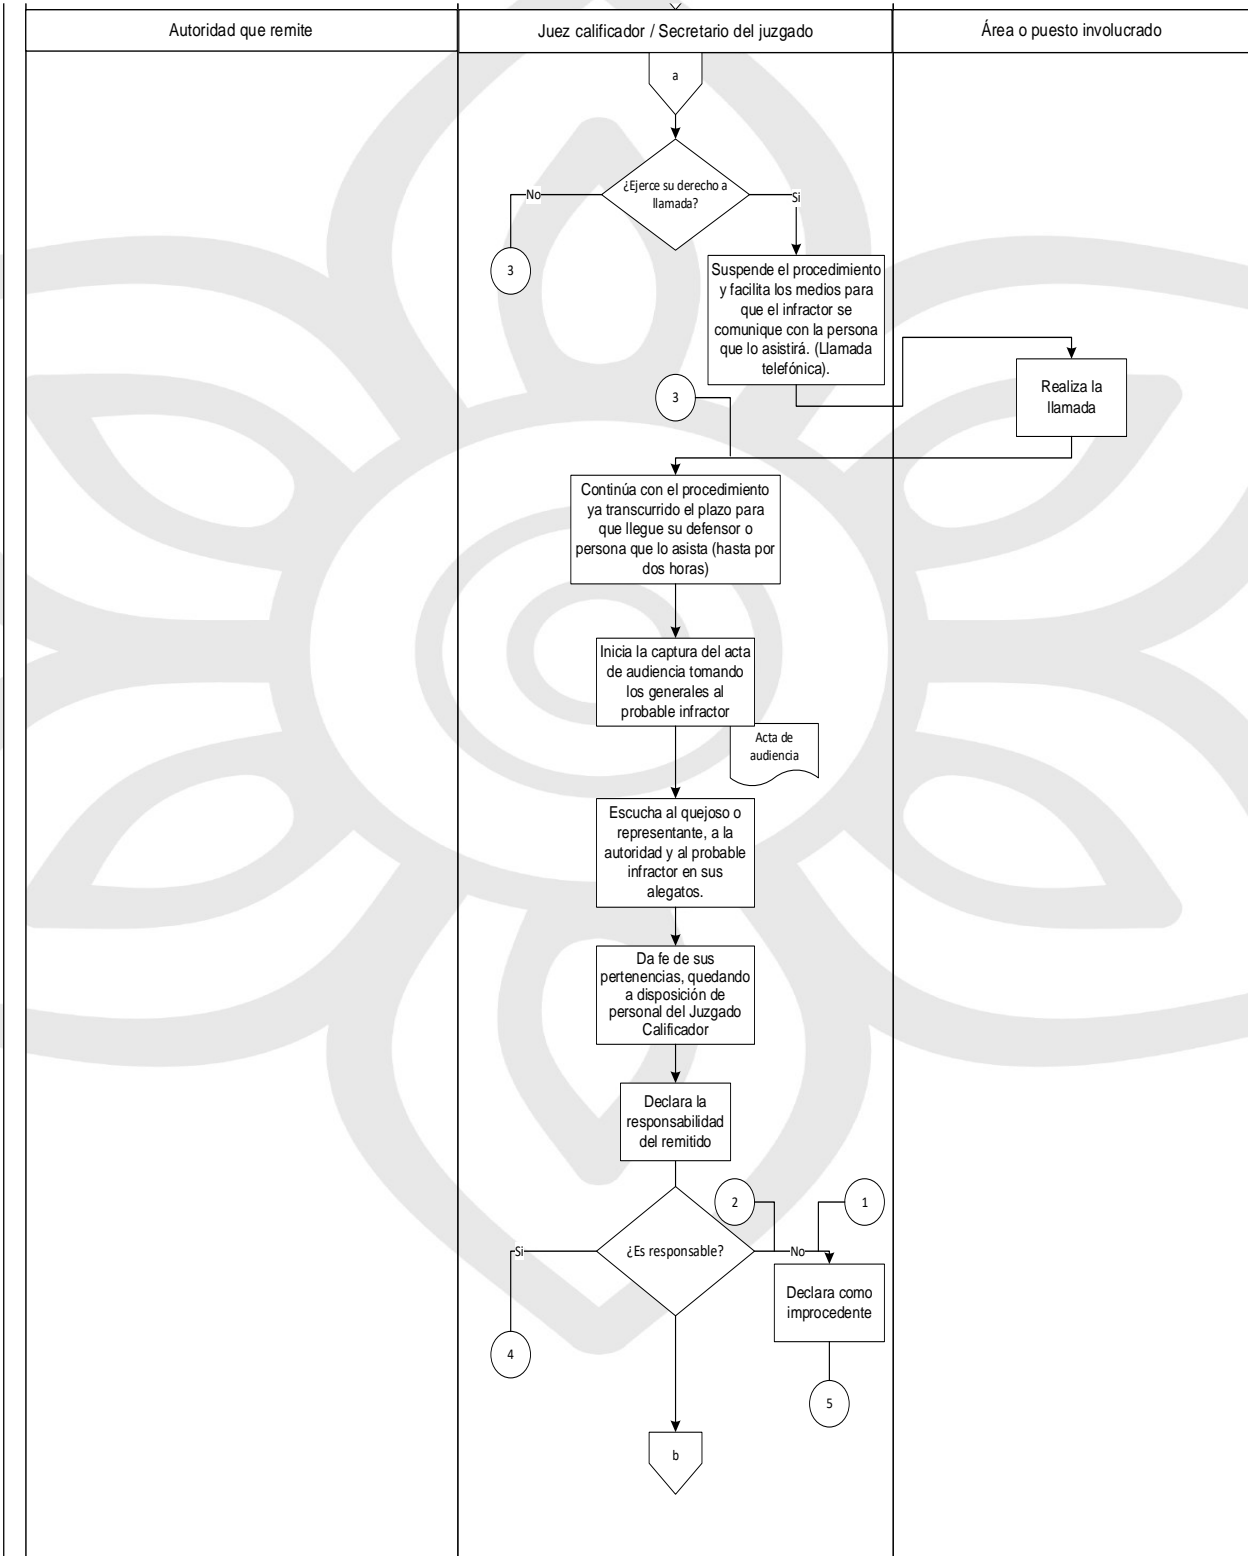 Autoridad que remite
Juez calificador / Secretario del juzgado
Área o puesto involucrado
a
¿Ejerce su derecho a
llamada?
No
Si
3
Suspende el procedimiento
y facilita los medios para
que el infractor se
comunique con la persona
que lo asistirá. (Llamada
telefónica).
Realiza la
llamada
3
Continúa con el procedimiento
ya transcurrido el plazo para
que llegue su defensor o
persona que lo asista (hasta por
dos horas)
Inicia la captura del acta
de audiencia tomando
los generales al
probable infractor
Acta de
audiencia
Escucha al quejoso o
representante, a la
autoridad y al probable
infractor en sus
alegatos.
Da fe de sus
pertenencias, quedando
a disposición de
personal del Juzgado
Calificador
Declara la
responsabilidad
del remitido
2
1
¿Es responsable?
Si
No
Declara como
improcedente
4
5
b